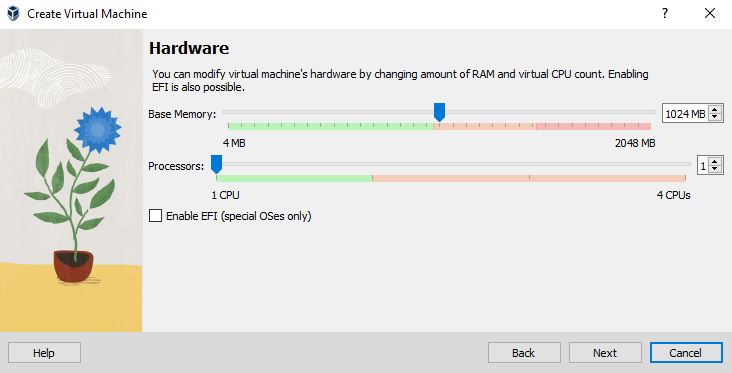 Create Virtual Machine
Hardware
You can modify virtual machine's hardware by changing amount of RAM and virtual CPU count. Enabling
EFI is also possible.
Base Memory: 1024 MB
4 MB 2048 MB
Processors: 1
1 CPU 4 CPUs
Enable EFI (special OSes only)
Help Back Next Cancel